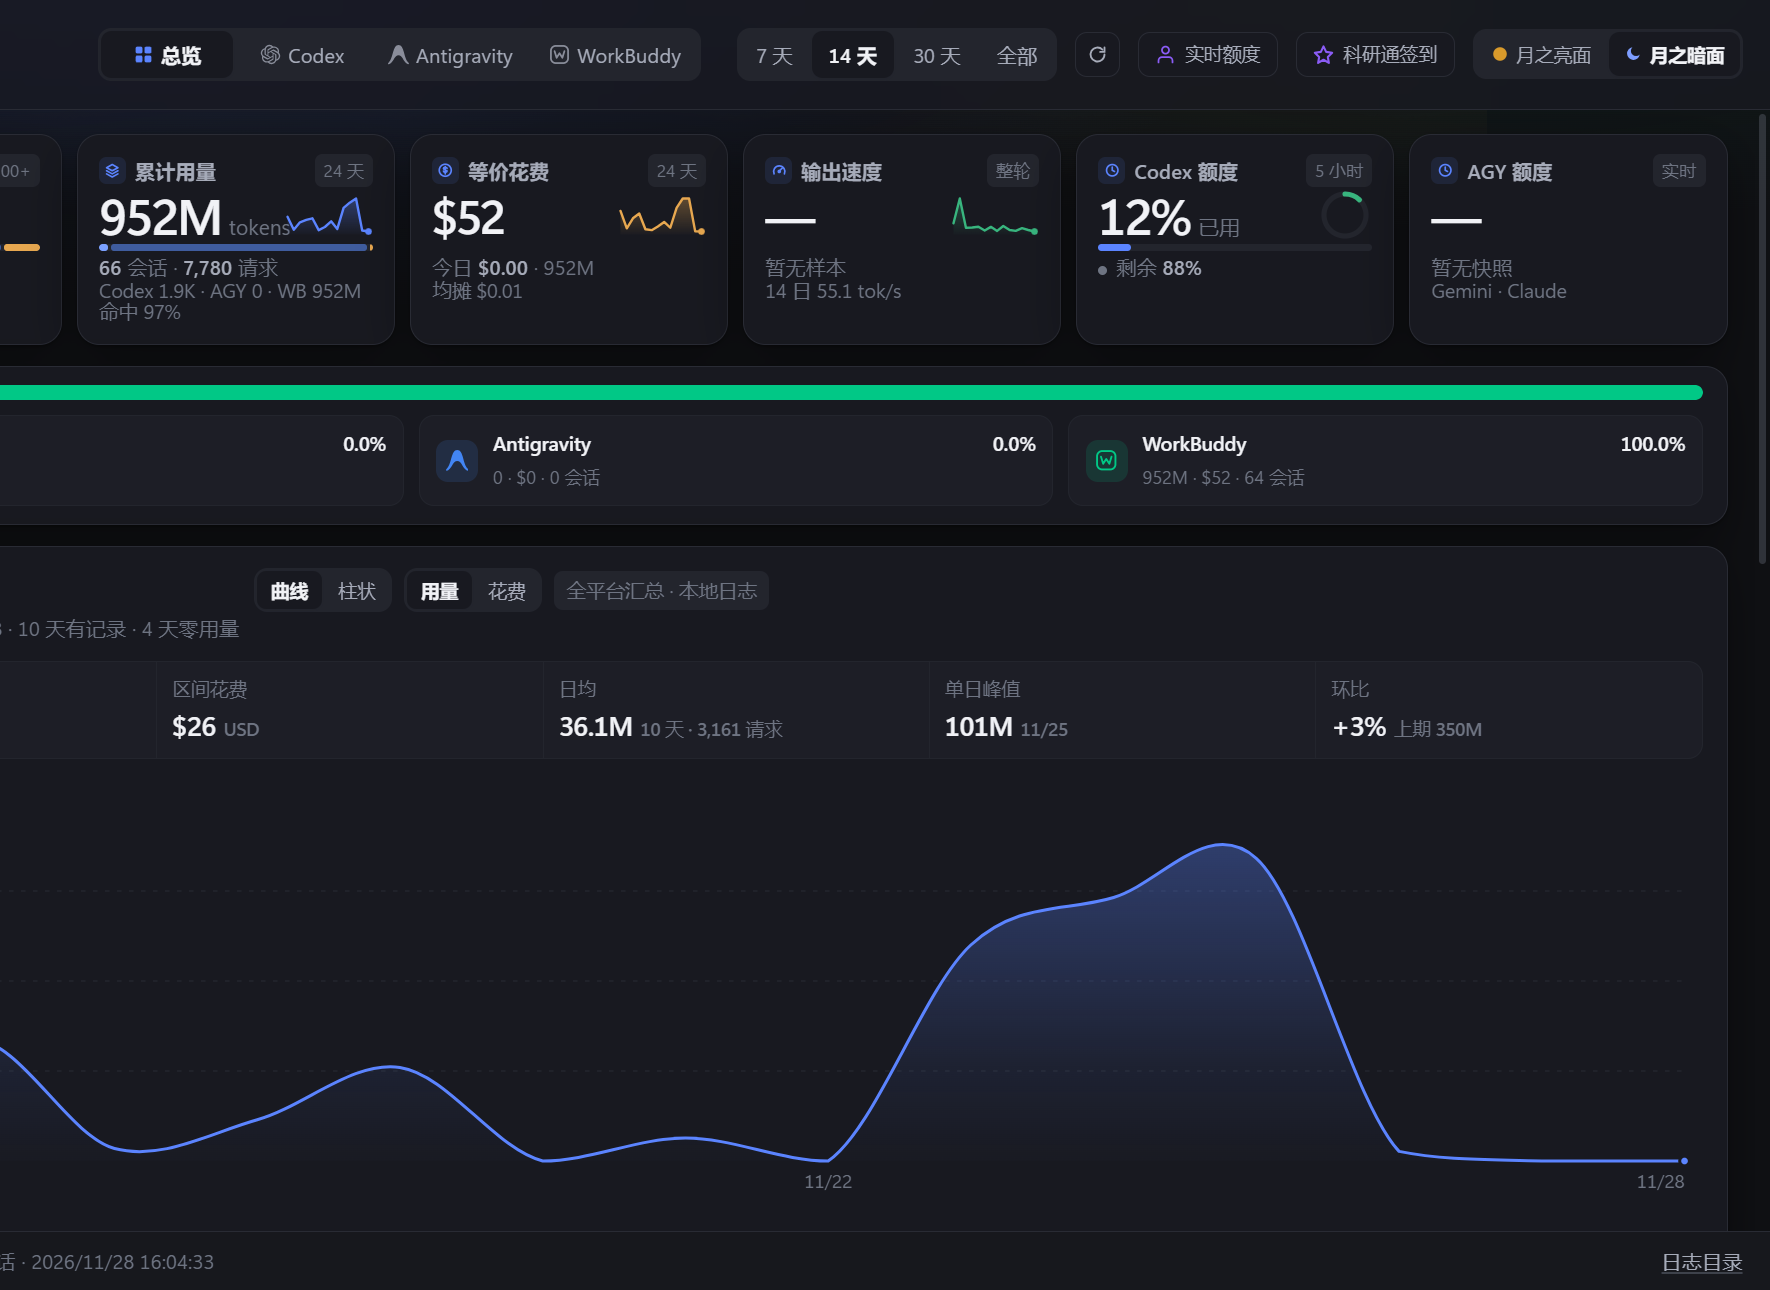 总览
Codex
Antigravity
WorkBuddy
7 天
14 天
30 天
全部
实时额度
科研通签到
月之亮面
月之暗面
00+
累计用量
24 天
952M tokens
66 会话 · 7,780 请求
Codex 1.9K · AGY 0 · WB 952M
命中 97%
等价花费
24 天
$52
今日 $0.00 · 952M
均摊 $0.01
输出速度
整轮
—
暂无样本
14 日 55.1 tok/s
Codex 额度
5 小时
12% 已用
剩余 88%
AGY 额度
实时
—
暂无快照
Gemini · Claude
0.0%
Antigravity
0.0%
0 · $0 · 0 会话
WorkBuddy
100.0%
952M · $52 · 64 会话
曲线
柱状
用量
花费
全平台汇总 · 本地日志
· 10 天有记录 · 4 天零用量
区间花费
$26 USD
日均
36.1M 10 天 · 3,161 请求
单日峰值
101M 11/25
环比
+3% 上期 350M
11/22
11/28
话 · 2026/11/28 16:04:33
日志目录